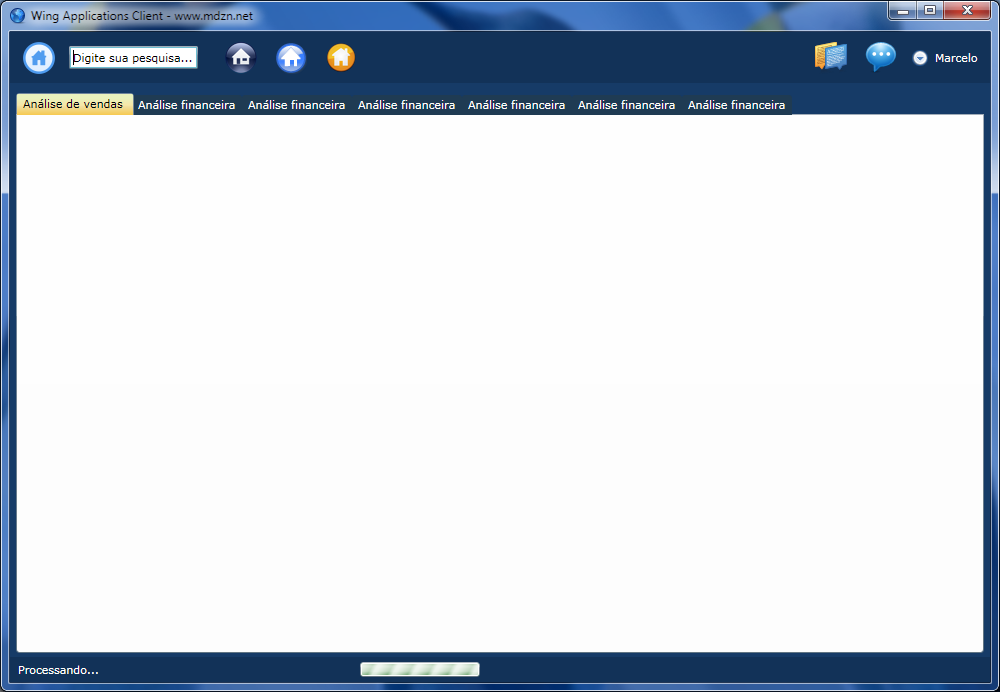 Wing Applications Client - www.mdzn.net
Digite sua pesquisa... Marcelo
Análise de vendas Análise financeira Análise financeira Análise financeira Análise financeira Análise financeira Análise financeira
Processando...